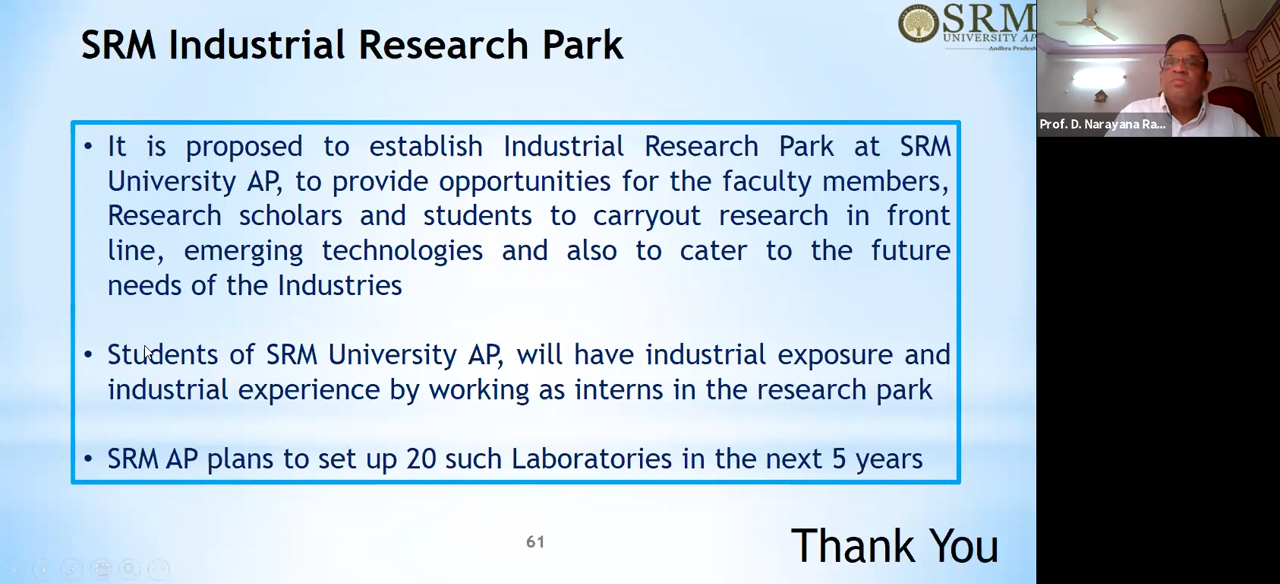 SRM Industrial Research Park
SRM
UNIVERSITY AP
Andhra Pradesh
Prof. D. Narayana Ra...
• It is proposed to establish Industrial Research Park at SRM
University AP, to provide opportunities for the faculty members,
Research scholars and students to carryout research in front
line, emerging technologies and also to cater to the future
needs of the Industries
• Students of SRM University AP, will have industrial exposure and
industrial experience by working as interns in the research park
• SRM AP plans to set up 20 such Laboratories in the next 5 years
61
Thank You